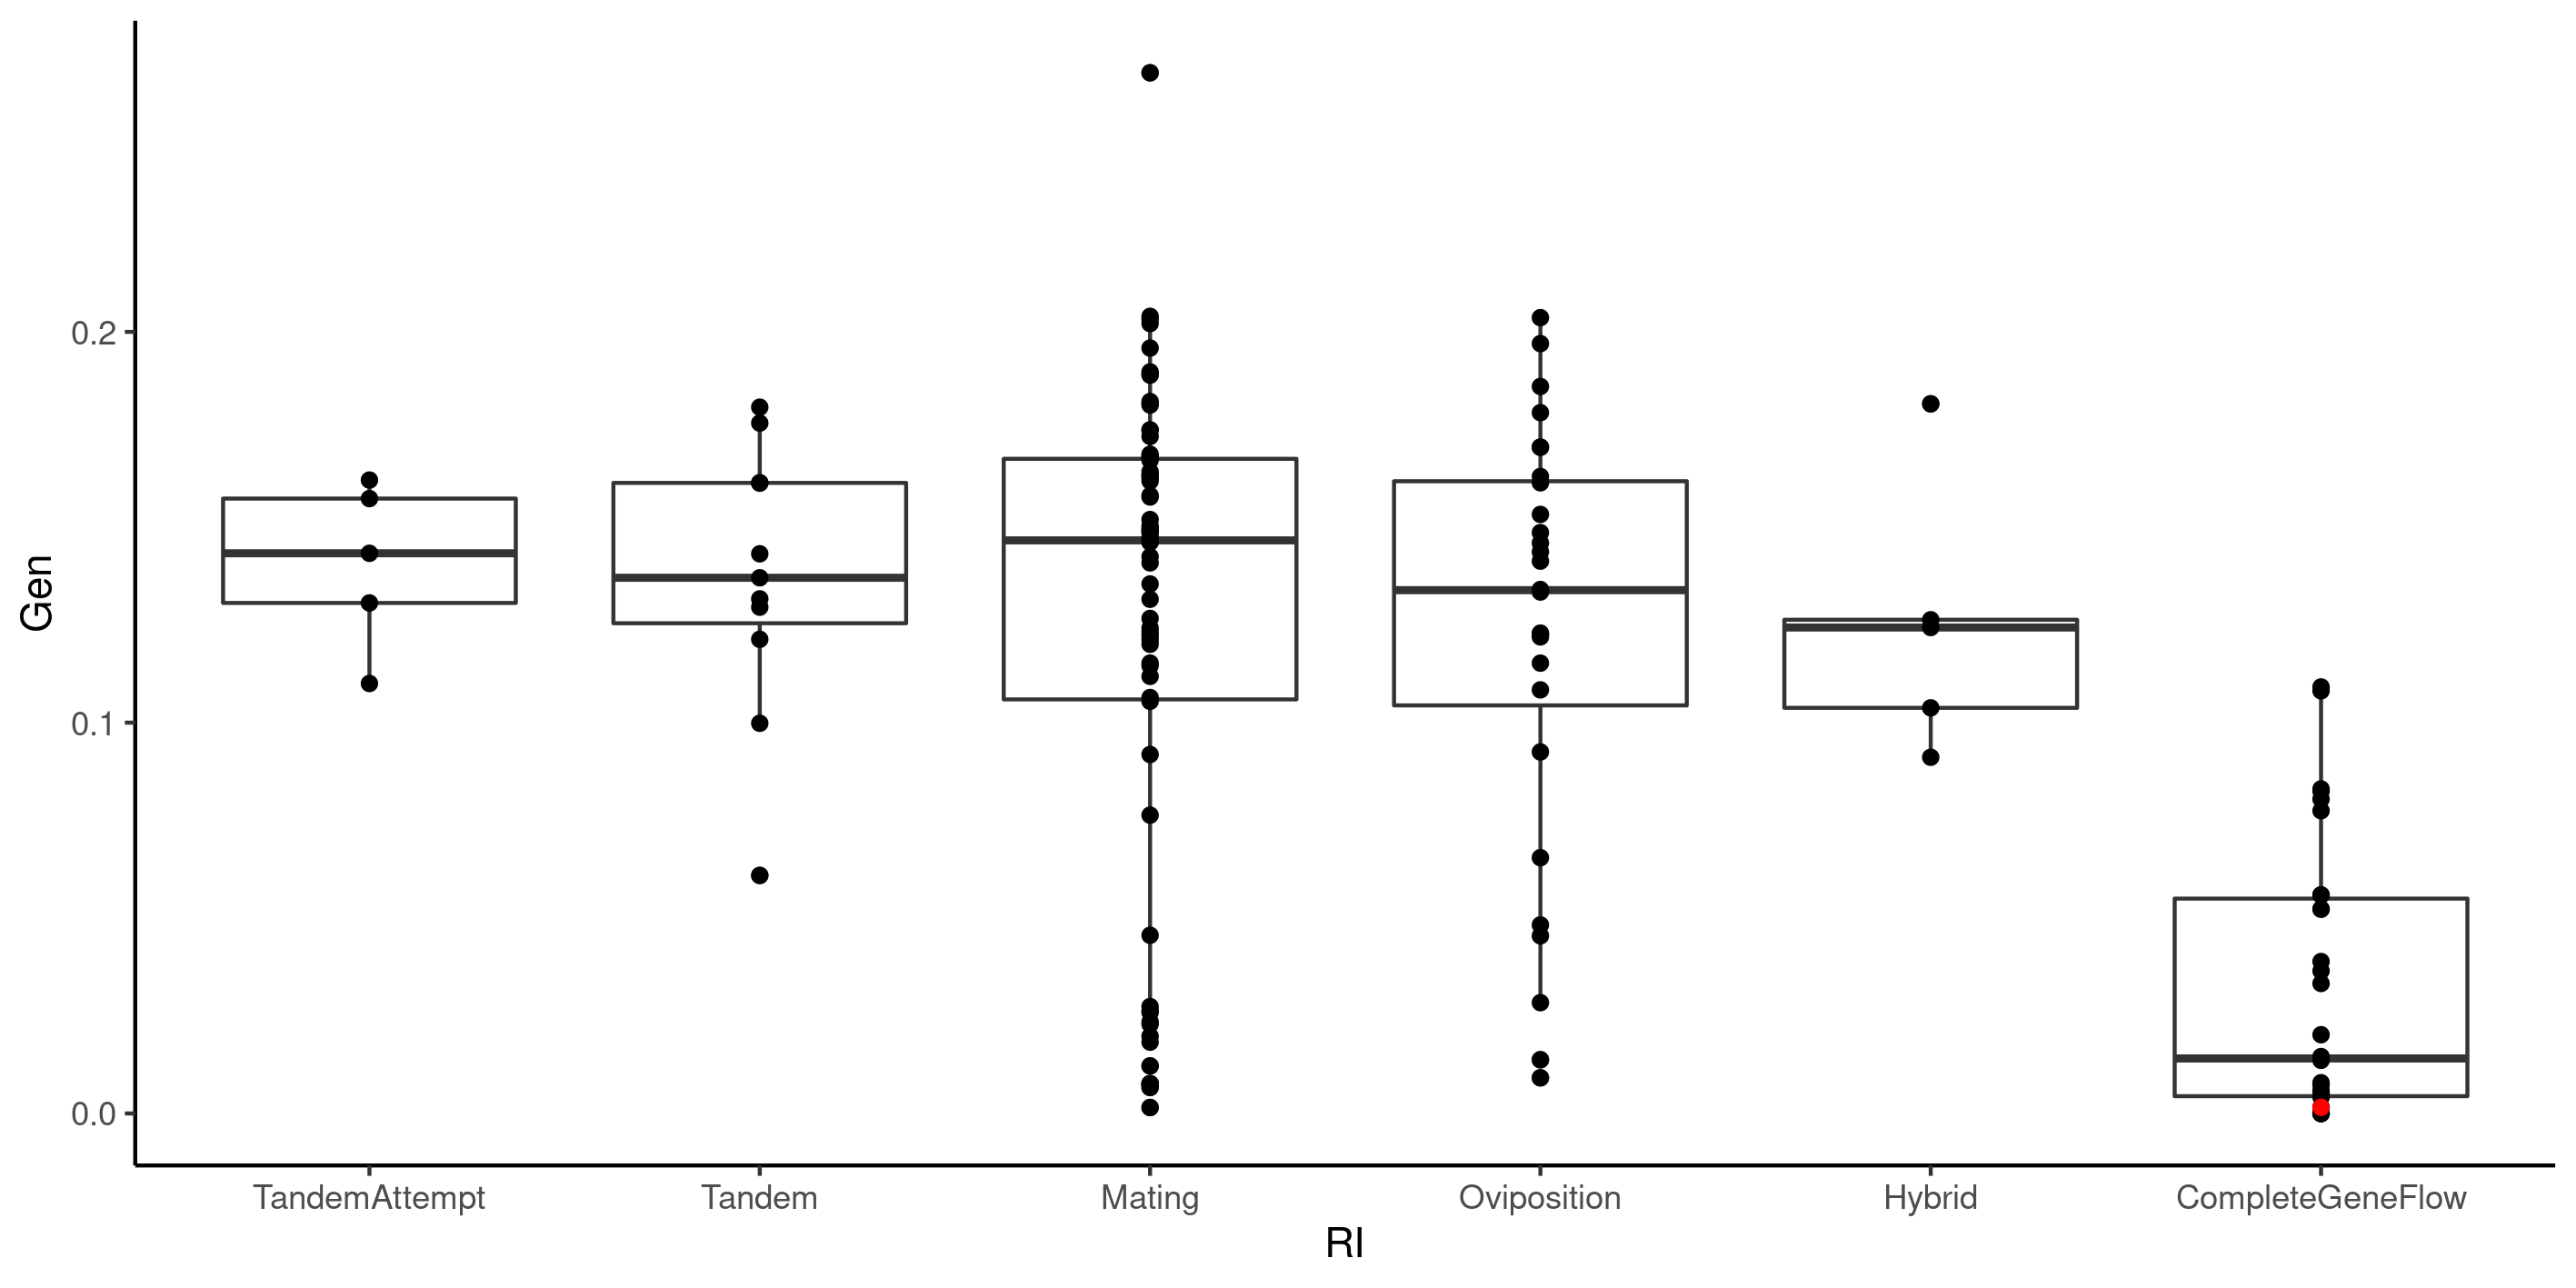 Gen
0.2
0.1
0.0
TandemAttempt Tandem Mating Oviposition Hybrid CompleteGeneFlow
RI